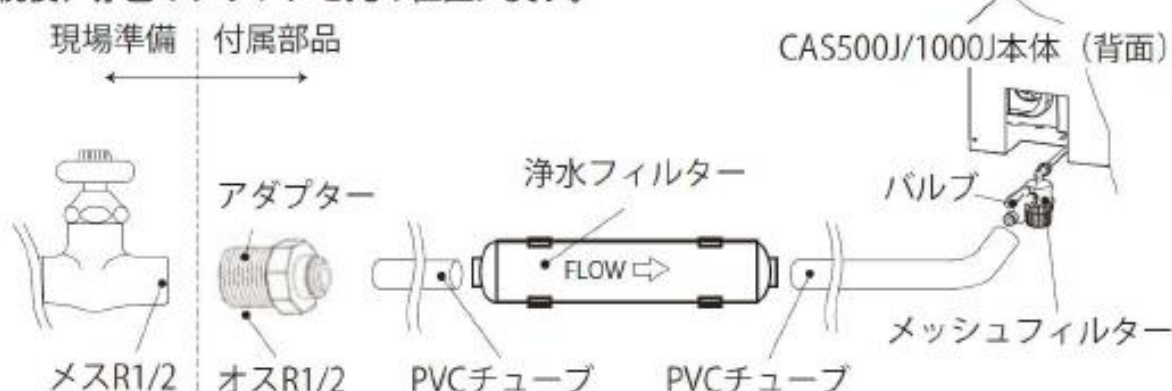 現場準備 付属部品
CAS500J/1000J本体（背面）
浄水フィルター
バルブ
アダプター
FLOW
メッシュフィルター
メスR1/2 オスR1/2 PVCチューブ PVCチューブ